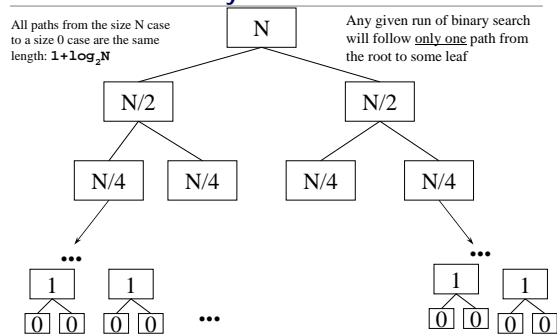 All paths from the size N case
to a size 0 case are the same
length: 1+log₂N
Any given run of binary search
will follow only one path from
the root to some leaf
N
N/2 N/2
N/4 N/4 N/4 N/4
... ...
1 1 1 1
0 0 0 0 ... 0 0 0 0